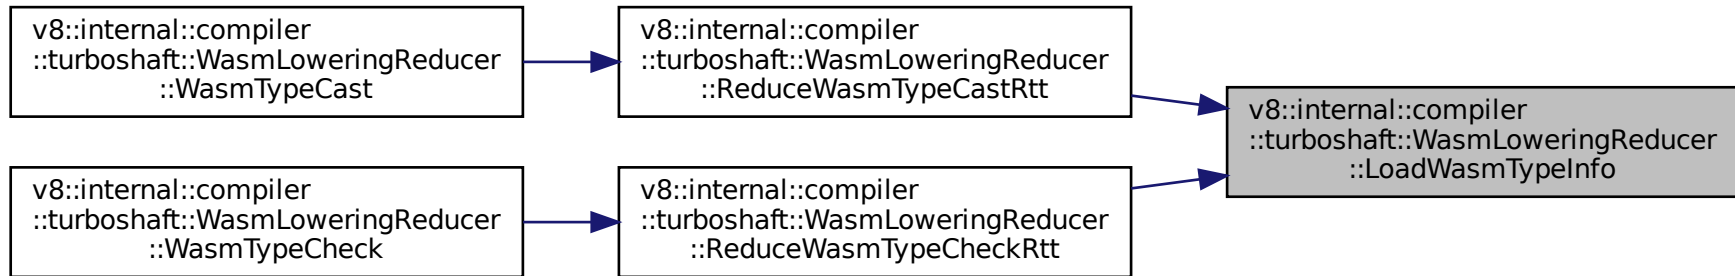 v8::internal::compiler
::turboshaft::WasmLoweringReducer
::WasmTypeCast
v8::internal::compiler
::turboshaft::WasmLoweringReducer
::ReduceWasmTypeCastRtt
v8::internal::compiler
::turboshaft::WasmLoweringReducer
::LoadWasmTypeInfo
v8::internal::compiler
::turboshaft::WasmLoweringReducer
::WasmTypeCheck
v8::internal::compiler
::turboshaft::WasmLoweringReducer
::ReduceWasmTypeCheckRtt